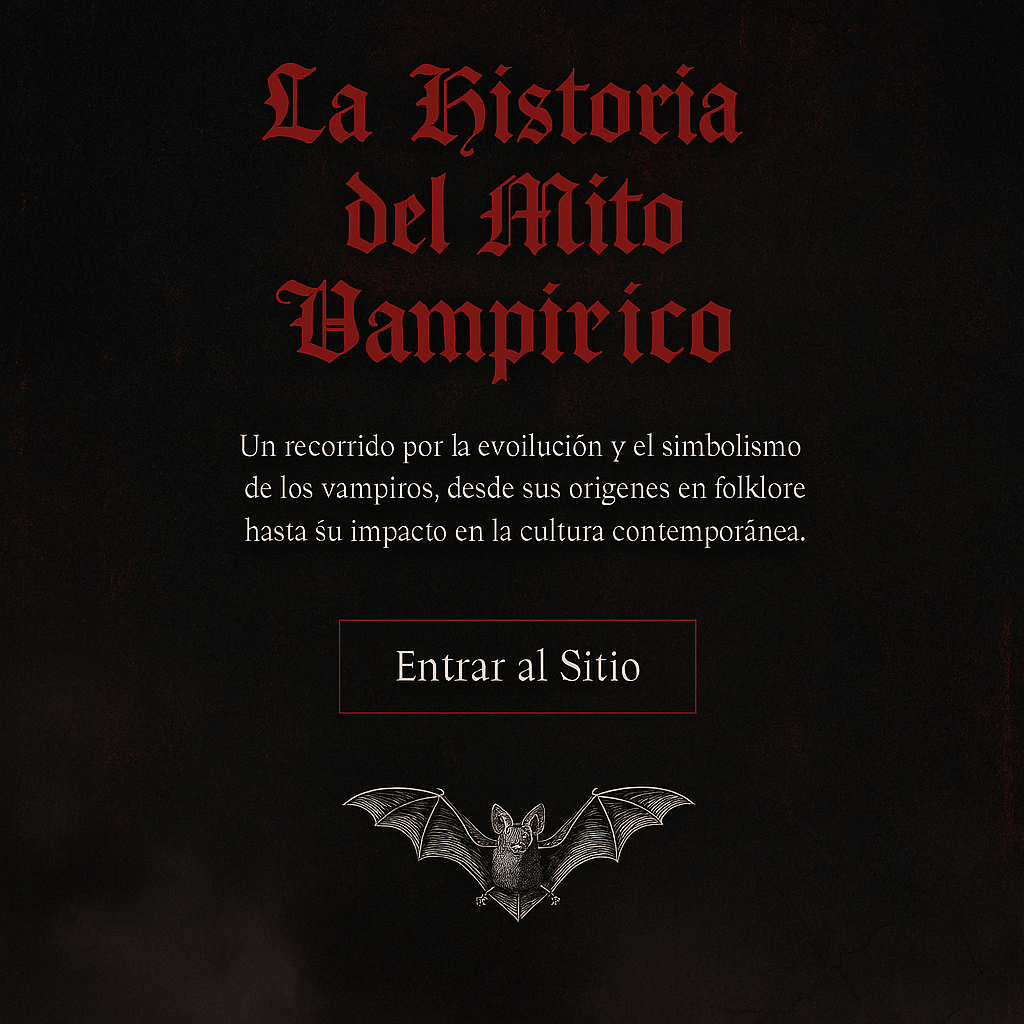 La Historia
del Mito
Vampirico
Un recorrido por la evoilución y el simbolismo
de los vampiros, desde sus origenes en folklore
hasta śu impacto en la cultura contemporánea.
Entrar al Sitio